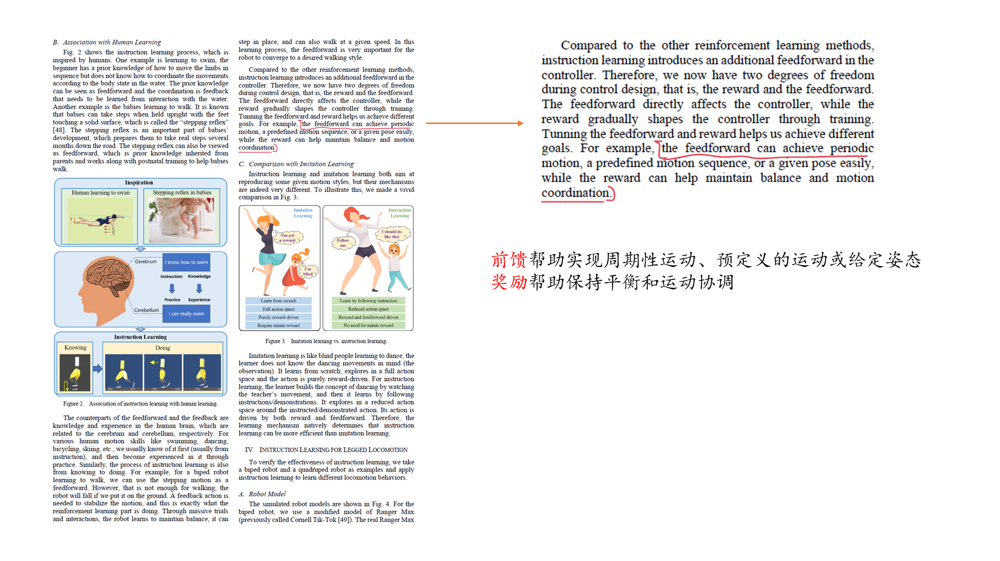 B. Association with Human Learning
Fig. 2 shows the instruction learning process, which is
inspired by humans. One example is learning to swim, the
beginner has a prior knowledge of how to move the limbs in
sequence but does not know how to coordinate the movements
according to the body state in the water. The prior knowledge
can be seen as feedforward and the coordination is feedback
that needs to be learned from interaction with the water.
Another example is the babies learning to walk. It is known
that babies can take steps when held upright with the feet
touching a solid surface, which is called the “stepping reflex”
[48]. The stepping reflex is an important part of babies’
development, which prepares them to take real steps several
months down the road. The stepping reflex can also be viewed
as feedforward, which is prior knowledge inherited from
parents and works along with postnatal training to help babies
walk.
Inspiration
Human learning to swim
Stepping reflex in babies
Cerebrum
I know how to swim
Instruction Knowledge
Practice Experience
Cerebellum
I can really swim
Instruction Learning
Knowing
Doing
Figure 2. Association of instruction learning with human learning.
The counterparts of the feedforward and the feedback are
knowledge and experience in the human brain, which are
related to the cerebrum and cerebellum, respectively. For
various human motion skills like swimming, dancing,
bicycling, skiing, etc., we usually know of it first (usually from
instruction), and then become experienced in it through
practice. Similarly, the process of instruction learning is also
from knowing to doing. For example, for a biped robot
learning to walk, we can use the stepping motion as a
feedforward. However, that is not enough for walking, the
robot will fall if we put it on the ground. A feedback action is
needed to stabilize the motion, and this is exactly what the
reinforcement learning part is doing. Through massive trials
and interactions, the robot learns to maintain balance, it can
step in place, and can also walk at a given speed. In this
learning process, the feedforward is very important for the
robot to converge to a desired walking style.
Compared to the other reinforcement learning methods,
instruction learning introduces an additional feedforward in the
controller. Therefore, we now have two degrees of freedom
during control design, that is, the reward and the feedforward.
The feedforward directly affects the controller, while the
reward gradually shapes the controller through training.
Tunning the feedforward and reward helps us achieve different
goals. For example, the feedforward can achieve periodic
motion, a predefined motion sequence, or a given pose easily,
while the reward can help maintain balance and motion
coordination.
C. Comparison with Imitation Learning
Instruction learning and imitation learning both aim at
reproducing some given motion styles, but their mechanisms
are indeed very different. To illustrate this, we made a vivid
comparison in Fig. 3.
Imitation
Learning
You got
a reward
I'm
blind
Learn from scratch
Full action space
Purely reward-driven
Require mimic reward
Instruction
Learning
I should do
like that
Follow
me
Learn by following instruction
Reduced action space
Reward and feedforward driven
No need for mimic reward
Figure 3. Imitation learning vs. instruction learning.
Imitation learning is like blind people learning to dance, the
learner does not know the dancing movements in mind (the
observation). It learns from scratch, explores in a full action
space and the action is purely reward-driven. For instruction
learning, the learner builds the concept of dancing by watching
the teacher’s movement, and then it learns by following
instructions/demonstrations. It explores in a reduced action
space around the instructed/demonstrated action. Its action is
driven by both reward and feedforward. Therefore, the
learning mechanism natively determines that instruction
learning can be more efficient than imitation learning.
IV. INSTRUCTION LEARNING FOR LEGGED LOCOMOTION
To verify the effectiveness of instruction learning, we take
a biped robot and a quadruped robot as examples and apply
instruction learning to learn different locomotion behaviors.
A. Robot Model
The simulated robot models are shown in Fig. 4. For the
biped robot, we use a modified model of Ranger Max
(previously called Cornell Tik-Tok [49]). The real Ranger Max
Compared to the other reinforcement learning methods,
instruction learning introduces an additional feedforward in the
controller. Therefore, we now have two degrees of freedom
during control design, that is, the reward and the feedforward.
The feedforward directly affects the controller, while the
reward gradually shapes the controller through training.
Tunning the feedforward and reward helps us achieve different
goals. For example, the feedforward can achieve periodic
motion, a predefined motion sequence, or a given pose easily,
while the reward can help maintain balance and motion
coordination.
前馈帮助实现周期性运动、预定义的运动或给定姿态
奖励帮助保持平衡和运动协调